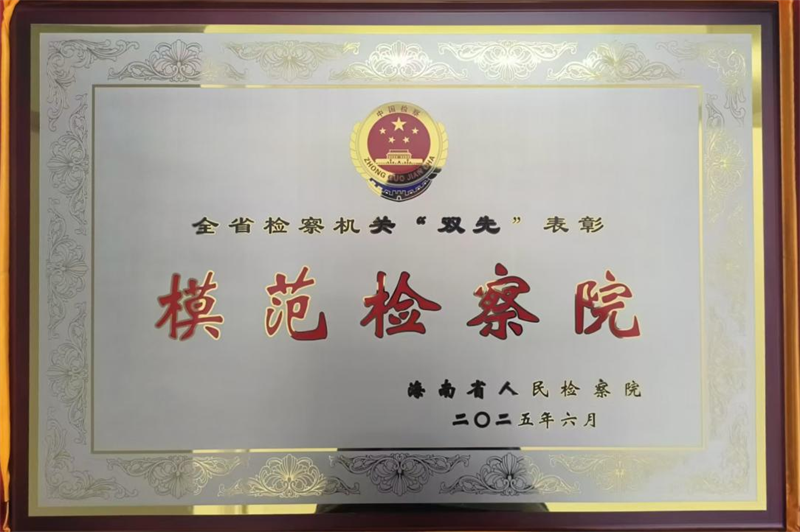 中国检察
ZHONG GUO JIAN CHA
全省检察机关“双先”表彰
模范检察院
海南省人民检察院
二〇二五年六月